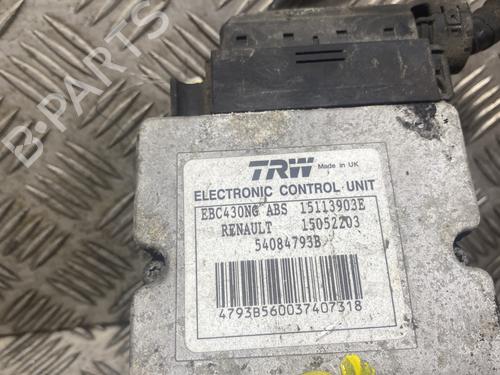 B-PARTS
TRW Made in UK
ELECTRONIC CONTROL UNIT
EBC430NG ABS 15113903E
RENAULT 15052203
54084793B
4793B560037407318